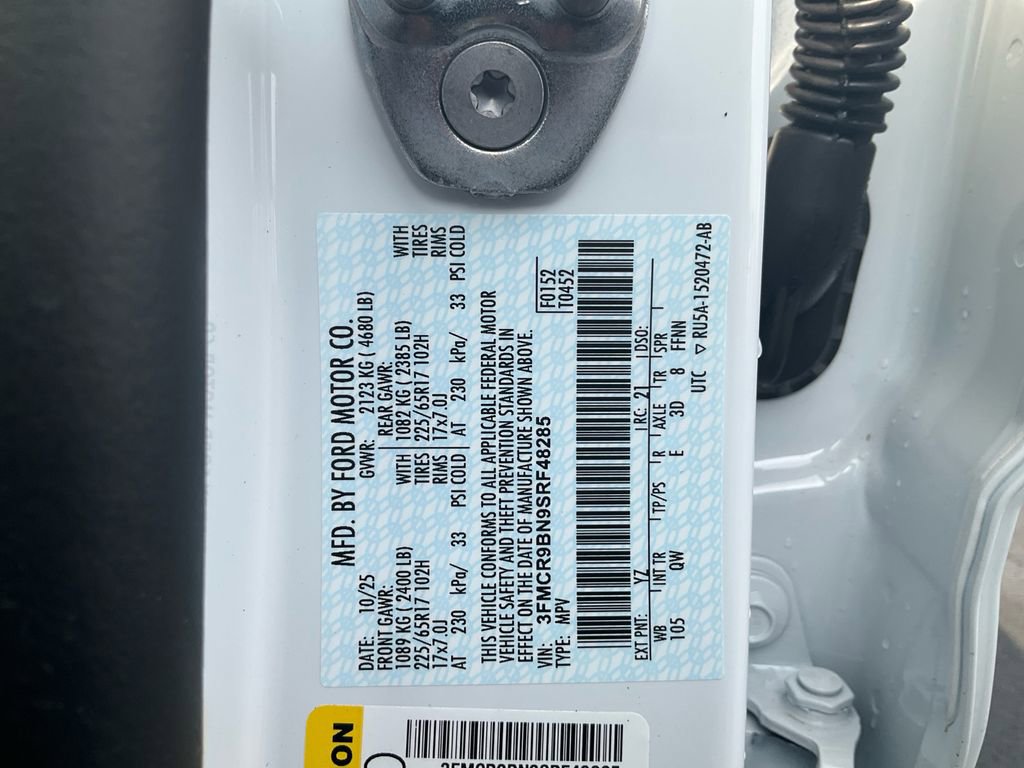 MFD. BY FORD MOTOR CO.
DATE: 10/25 GVWR: 2123 KG ( 4680 LB)
FRONT GAWR: REAR GAWR:
1089 KG ( 2400 LB) WITH 1082 KG ( 2385 LB) WITH
225/65R17 102H TIRES 225/65R17 102H TIRES
17x7.0J RIMS 17x7.0J RIMS
AT 230 kPa/ 33 PSI COLD AT 230 kPa/ 33 PSI COLD
THIS VEHICLE CONFORMS TO ALL APPLICABLE FEDERAL MOTOR
VEHICLE SAFETY AND THEFT PREVENTION STANDARDS IN
EFFECT ON THE DATE OF MANUFACTURE SHOWN ABOVE.
VIN: 3FMCR9BN9SRF48285 F0152
TYPE: MPV T0452
EXT PNT: YZ RC: 21 DSO:
WB INT TR TP/PS R AXLE TR SPR
105 QW E 3D 8 FFNN
UTC ▽ RU5A-1520472-AB
ON